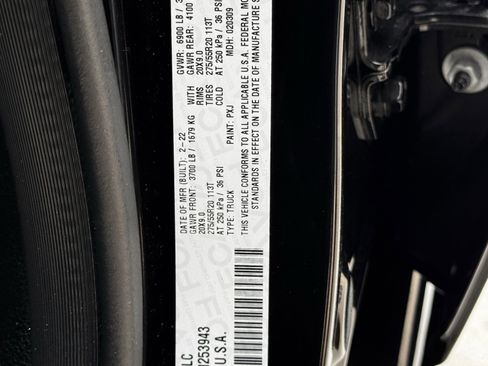 LC
DATE OF MFR (BUILT): 2-22 GVWR: 6900 LB / 3
GAWR FRONT: 3700 LB / 1679 KG WITH GAWR REAR: 4100
20X9.0 RIMS 20X9.0
275/55R20 113T TIRES 275/55R20 113T
AT 250 kPa / 36 PSI COLD AT 250 kPa / 36 PSI
TYPE: TRUCK PAINT: PXJ MDH: 020309
THIS VEHICLE CONFORMS TO ALL APPLICABLE U.S.A. FEDERAL MO
STANDARDS IN EFFECT ON THE DATE OF MANUFACTURE S
253943
U.S.A.